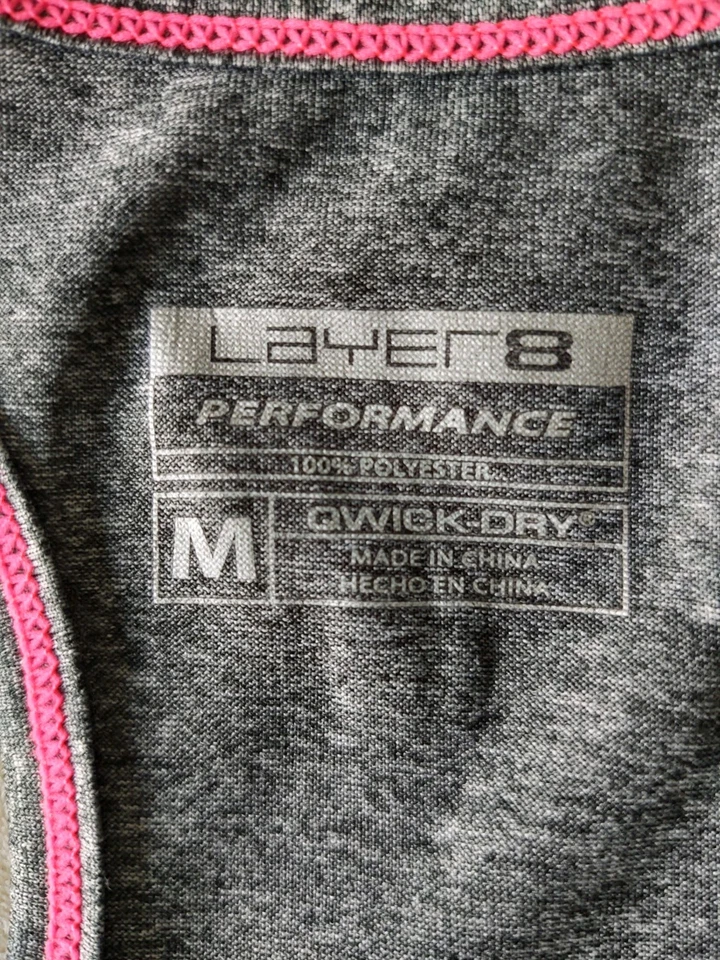 Layer8
PERFORMANCE
100% POLYESTER
M
QWICK-DRY®
MADE IN CHINA
HECHO EN CHINA